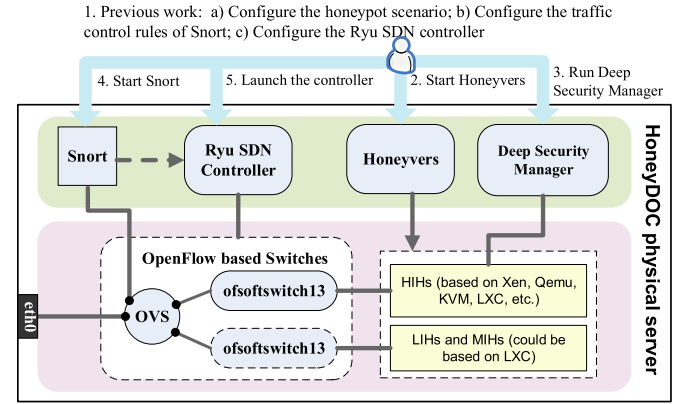 1. Previous work: a) Configure the honeypot scenario; b) Configure the traffic
control rules of Snort; c) Configure the Ryu SDN controller
4. Start Snort
5. Launch the controller
2. Start Honeyvers
3. Run Deep
Security Manager
Snort
Ryu SDN
Controller
Honeyvers
Deep Security
Manager
HoneyDOC physical server
OpenFlow based Switches
eth0
OVS
ofsoftswitch13
ofsoftswitch13
HIHs (based on Xen, Qemu,
KVM, LXC, etc.)
LIHs and MIHs (could be
based on LXC)